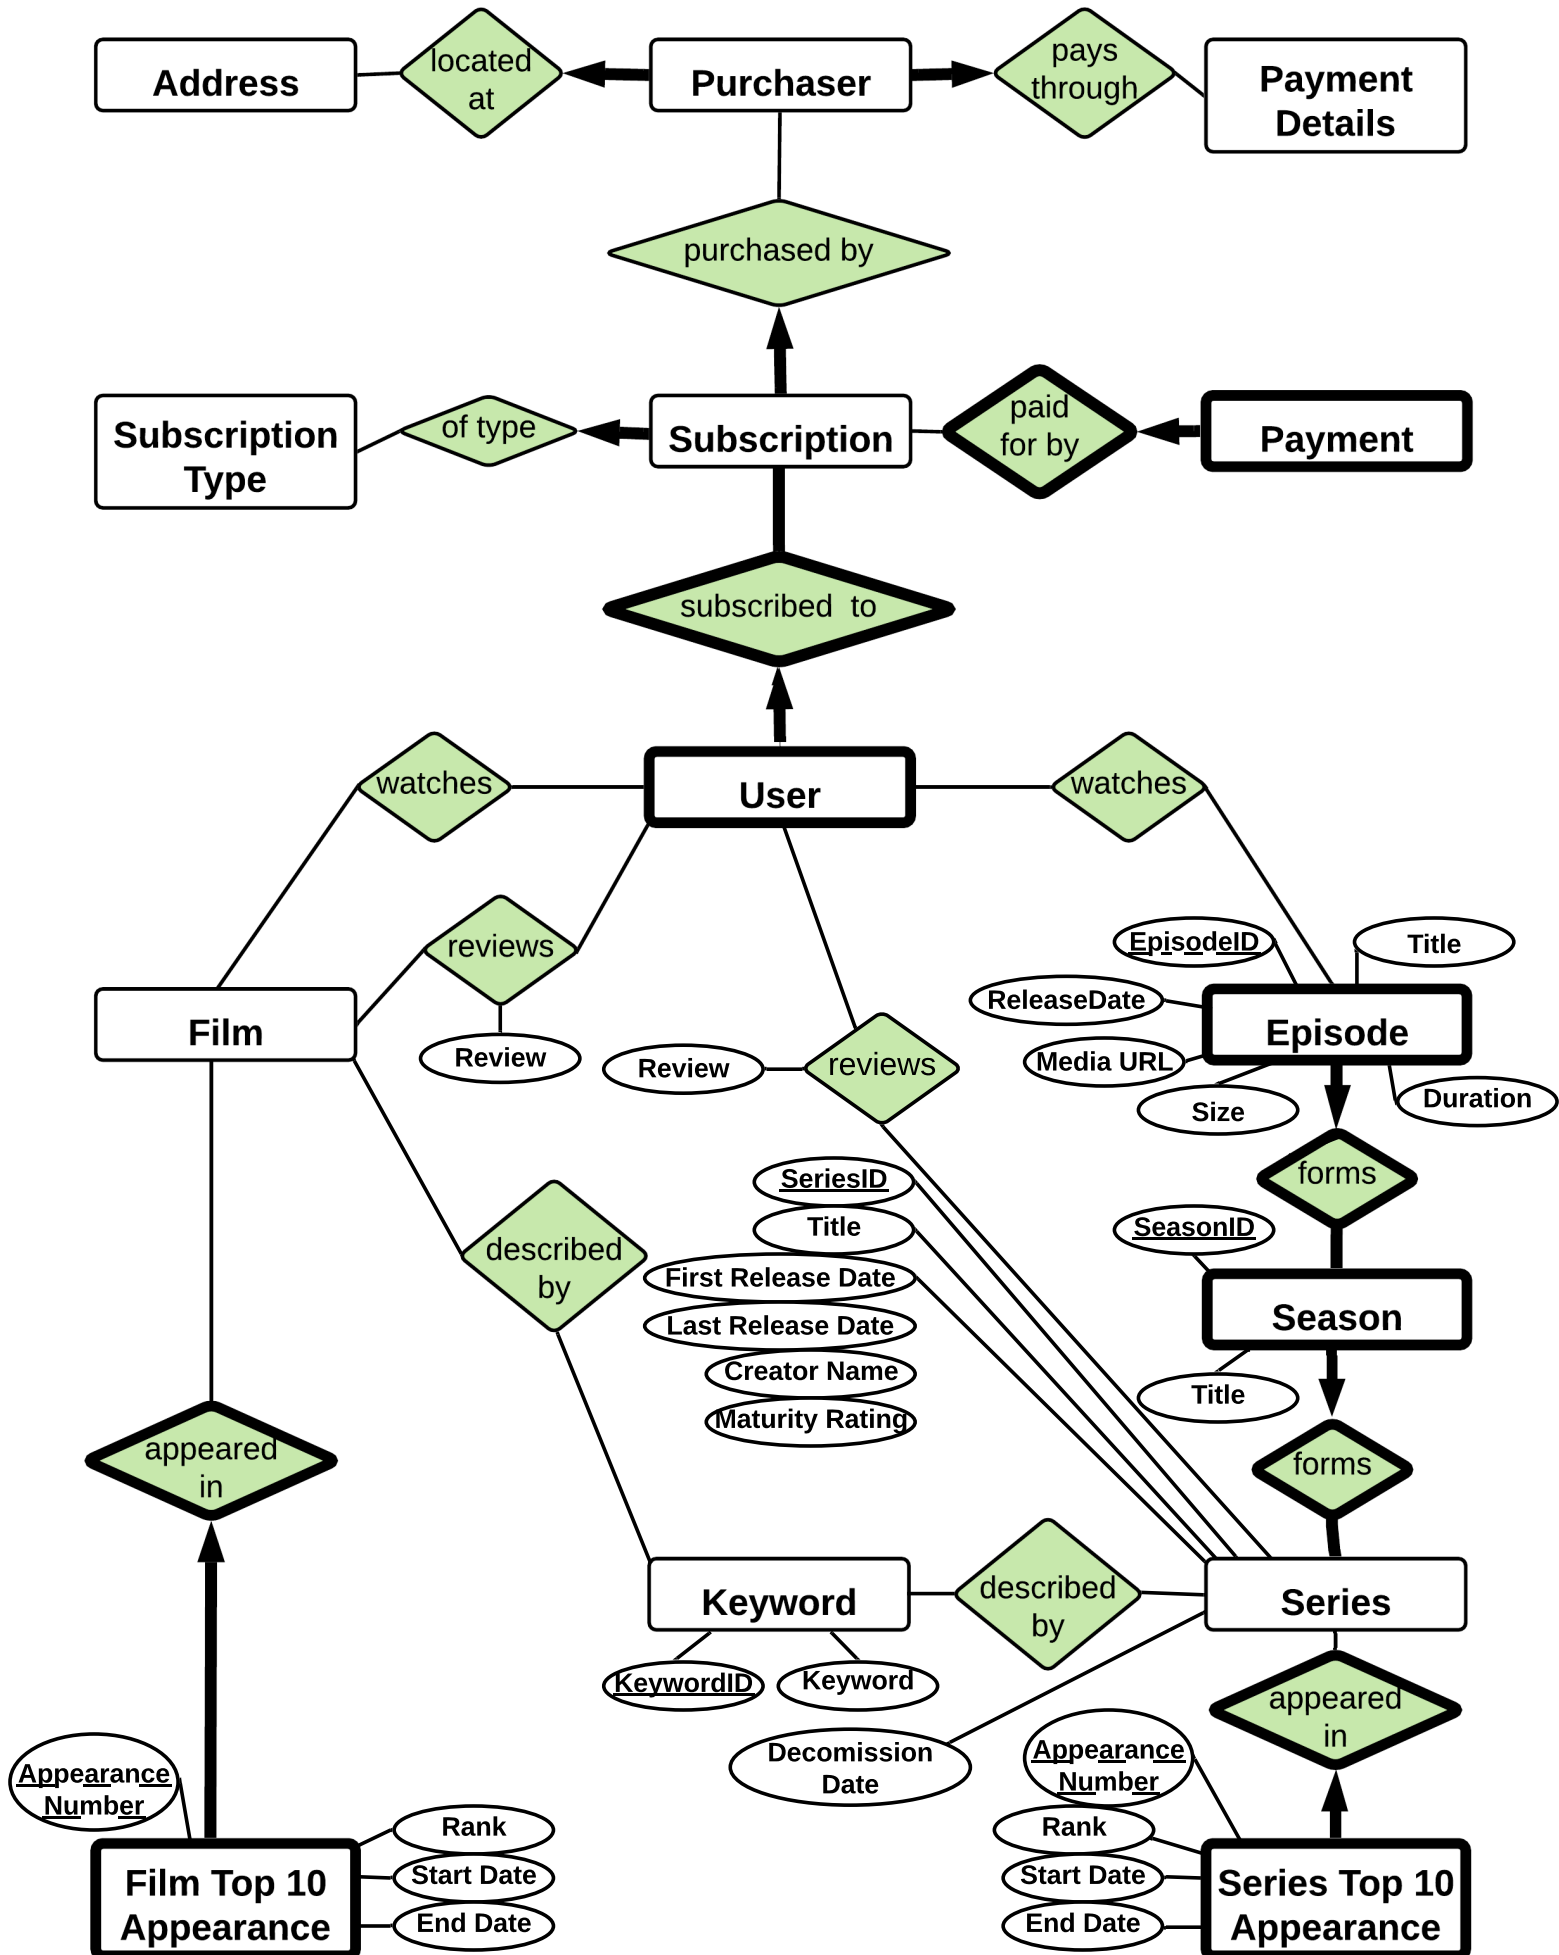 located
at
pays
through
Address
Purchaser
Payment
Details
purchased by
Subscription
Type
of type
Subscription
paid
for by
Payment
subscribed  to
watches
User
watches
reviews
EpisodeID
Title
ReleaseDate
Film
Episode
Review
Review
reviews
Media URL
Size
Duration
forms
SeriesID
Title
SeasonID
described
by
First Release Date
Last Release Date
Season
Creator Name
Title
Maturity Rating
appeared
in
forms
Keyword
described
by
Series
KeywordID
Keyword
appeared
in
Decomission
Date
Appearance
Number
Appearance
Number
Rank
Rank
Start Date
Start Date
Film Top 10
Appearance
End Date
End Date
Series Top 10
Appearance